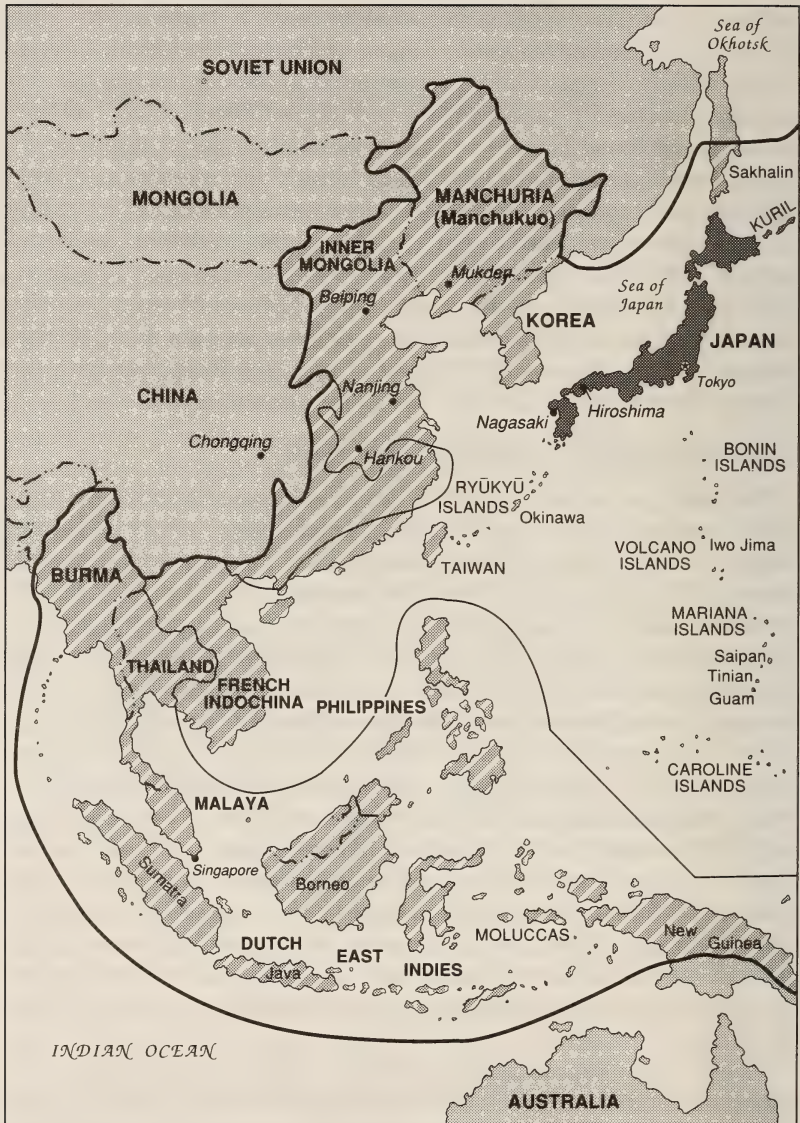 Sea of
Okhotsk
SOVIET UNION
MONGOLIA
Sakhalin
MANCHURIA
(Manchukuo)
KURIL
INNER
MONGOLIA
Mukden
Sea of
Japan
Beiping
KOREA
JAPAN
Tokyo
CHINA
Nanjing
Hiroshima
Nagasaki
Chongqing
Hankou
BONIN
ISLANDS
RYŪKYŪ
ISLANDS
Okinawa
VOLCANO
ISLANDS
Iwo Jima
TAIWAN
BURMA
MARIANA
ISLANDS
Saipan
Tinian
Guam
THAILAND
FRENCH
INDOCHINA
PHILIPPINES
CAROLINE
ISLANDS
MALAYA
Singapore
Sumatra
Borneo
MOLUCCAS
New
Guinea
DUTCH
EAST
INDIES
Java
INDIAN OCEAN
AUSTRALIA